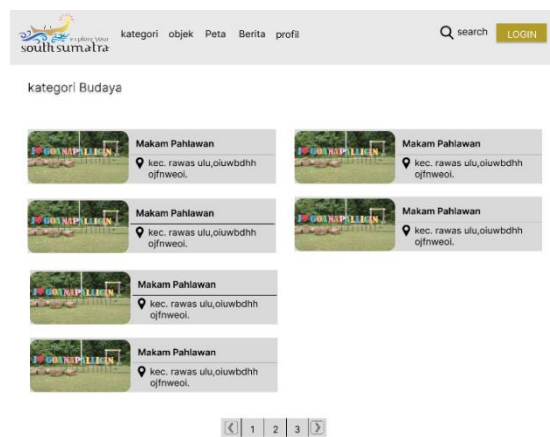 explore your
south sumatra
kategori objek Peta Berita profil
search
LOGIN
kategori Budaya
Makam Pahlawan
kec. rawas ulu,oiuwbdhh
ojfnweoi.
Makam Pahlawan
kec. rawas ulu,oiuwbdhh
ojfnweoi.
Makam Pahlawan
kec. rawas ulu,oiuwbdhh
ojfnweoi.
Makam Pahlawan
kec. rawas ulu,oiuwbdhh
ojfnweoi.
Makam Pahlawan
kec. rawas ulu,oiuwbdhh
ojfnweoi.
Makam Pahlawan
kec. rawas ulu,oiuwbdhh
ojfnweoi.
1 2 3